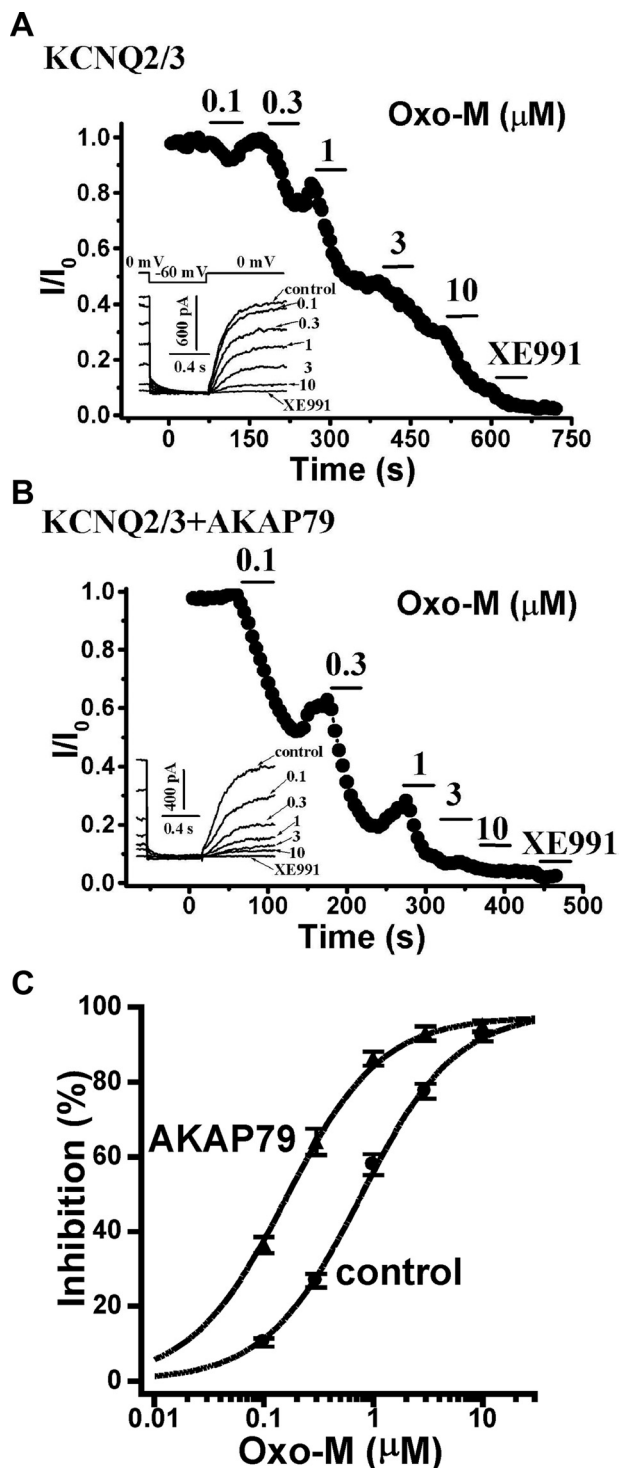 A
KCNQ2/3
0.1 0.3 Oxo-M (μM)
1
3
10
XE991
1.0
0.8
0.6
0.4
0.2
0.0
I/I0
0 mV -60 mV 0 mV
600 pA
0.4 s
control
0.1
0.3
1
3
10
XE991
0 150 300 450 600 750
Time (s)
B
KCNQ2/3+AKAP79
0.1
Oxo-M (μM)
0.3
1
3
10
XE991
1.0
0.8
0.6
0.4
0.2
0.0
I/I0
400 pA
0.4 s
control
0.1
0.3
1
3
10
XE991
0 100 200 300 400 500
Time (s)
C
100
80
60
40
20
0
Inhibition (%)
AKAP79
control
0.01 0.1 1 10
Oxo-M (μM)